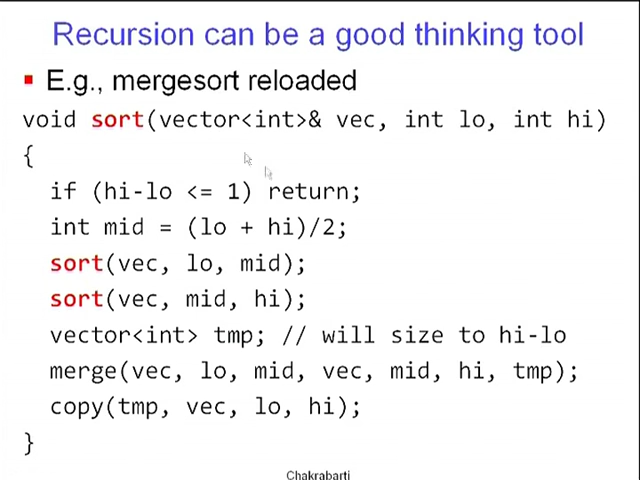 Recursion can be a good thinking tool
E.g., mergesort reloaded
void sort(vector<int>& vec, int lo, int hi)
{
if (hi-lo <= 1) return;
int mid = (lo + hi)/2;
sort(vec, lo, mid);
sort(vec, mid, hi);
vector<int> tmp; // will size to hi-lo
merge(vec, lo, mid, vec, mid, hi, tmp);
copy(tmp, vec, lo, hi);
}
Chakrabarti